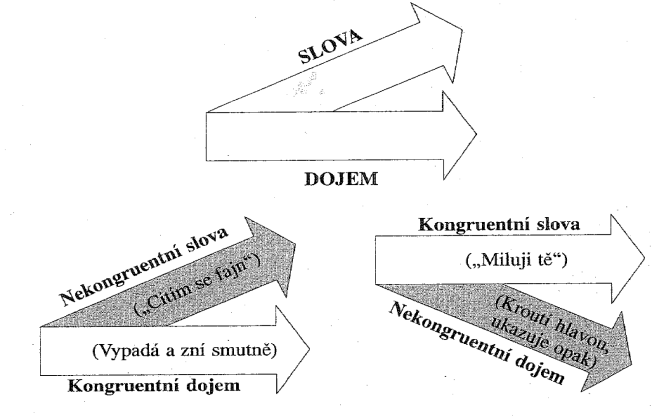 SLOVA
DOJEM
Nekongruentní slova
(„Cítím se fajn“)
(Vypadá a zní smutně)
Kongruentní dojem
Kongruentní slova
(„Miluji tě“)
(Kroutí hlavou,
ukazuje opak)
Nekongruentní dojem